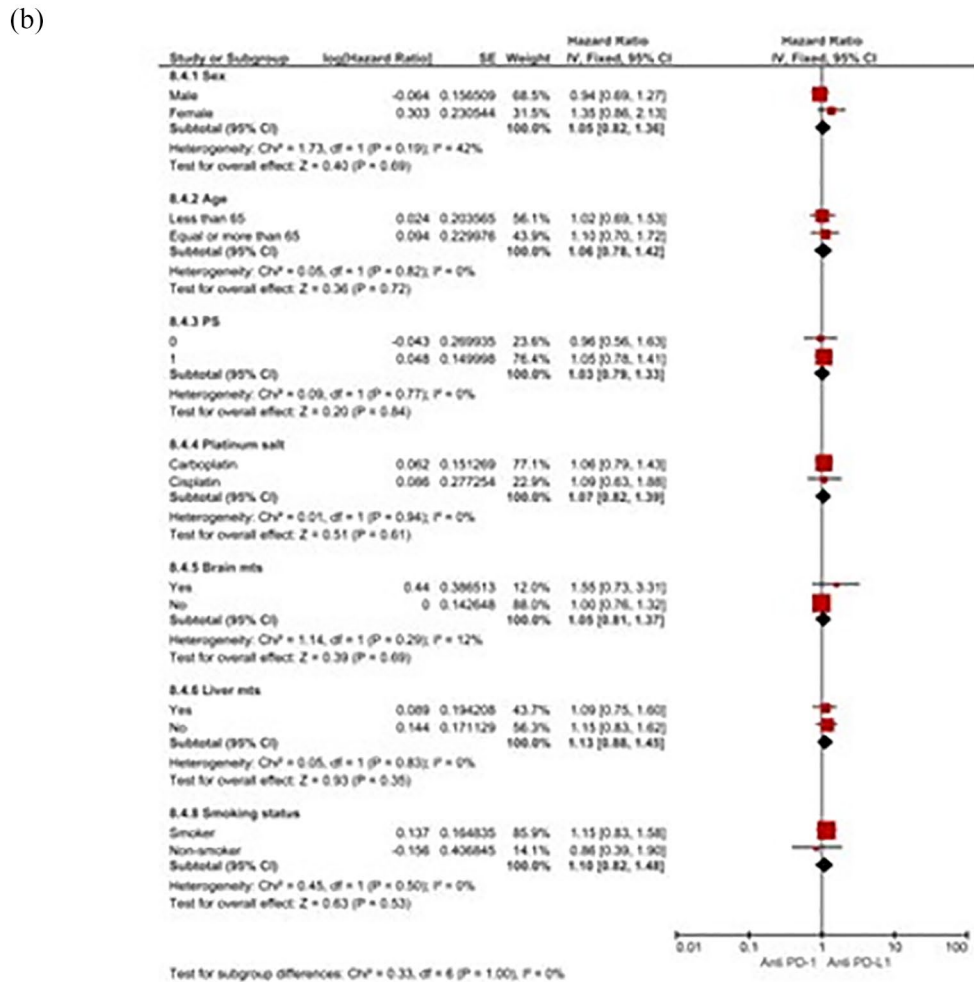 (b)
Hazard Ratio Hazard Ratio
Study or Subgroup log[Hazard Ratio] SE Weight IV, Fixed, 95% CI IV, Fixed, 95% CI
8.4.1 Sex
Male -0.064 0.156509 68.5% 0.94 [0.69, 1.27]
Female 0.303 0.230544 31.5% 1.35 [0.86, 2.13]
Subtotal (95% CI) 100.0% 1.05 [0.82, 1.36]
Heterogeneity: Chi² = 1.73, df = 1 (P = 0.19); I² = 42%
Test for overall effect: Z = 0.40 (P = 0.69)
8.4.2 Age
Less than 65 0.024 0.203565 56.1% 1.02 [0.69, 1.53]
Equal or more than 65 0.094 0.229976 43.9% 1.10 [0.70, 1.72]
Subtotal (95% CI) 100.0% 1.06 [0.78, 1.42]
Heterogeneity: Chi² = 0.05, df = 1 (P = 0.82); I² = 0%
Test for overall effect: Z = 0.36 (P = 0.72)
8.4.3 PS
0 -0.043 0.269935 23.6% 0.96 [0.56, 1.63]
1 0.048 0.149998 76.4% 1.05 [0.78, 1.41]
Subtotal (95% CI) 100.0% 1.03 [0.79, 1.33]
Heterogeneity: Chi² = 0.09, df = 1 (P = 0.77); I² = 0%
Test for overall effect: Z = 0.20 (P = 0.84)
8.4.4 Platinum salt
Carboplatin 0.062 0.151269 77.1% 1.06 [0.79, 1.43]
Cisplatin 0.086 0.277254 22.9% 1.09 [0.63, 1.88]
Subtotal (95% CI) 100.0% 1.07 [0.82, 1.39]
Heterogeneity: Chi² = 0.01, df = 1 (P = 0.94); I² = 0%
Test for overall effect: Z = 0.51 (P = 0.61)
8.4.5 Brain mts
Yes 0.44 0.386513 12.0% 1.55 [0.73, 3.31]
No 0 0.142648 88.0% 1.00 [0.76, 1.32]
Subtotal (95% CI) 100.0% 1.05 [0.81, 1.37]
Heterogeneity: Chi² = 1.14, df = 1 (P = 0.29); I² = 12%
Test for overall effect: Z = 0.39 (P = 0.69)
8.4.6 Liver mts
Yes 0.089 0.194208 43.7% 1.09 [0.75, 1.60]
No 0.144 0.171129 56.3% 1.15 [0.83, 1.62]
Subtotal (95% CI) 100.0% 1.13 [0.88, 1.45]
Heterogeneity: Chi² = 0.05, df = 1 (P = 0.83); I² = 0%
Test for overall effect: Z = 0.93 (P = 0.35)
8.4.8 Smoking status
Smoker 0.137 0.164835 85.9% 1.15 [0.83, 1.58]
Non-smoker -0.156 0.406845 14.1% 0.86 [0.39, 1.90]
Subtotal (95% CI) 100.0% 1.10 [0.82, 1.48]
Heterogeneity: Chi² = 0.45, df = 1 (P = 0.50); I² = 0%
Test for overall effect: Z = 0.63 (P = 0.53)
0.01 0.1 1 10 100
Anti PD-1 Anti PD-L1
Test for subgroup differences: Chi² = 0.33, df = 6 (P = 1.00), I² = 0%